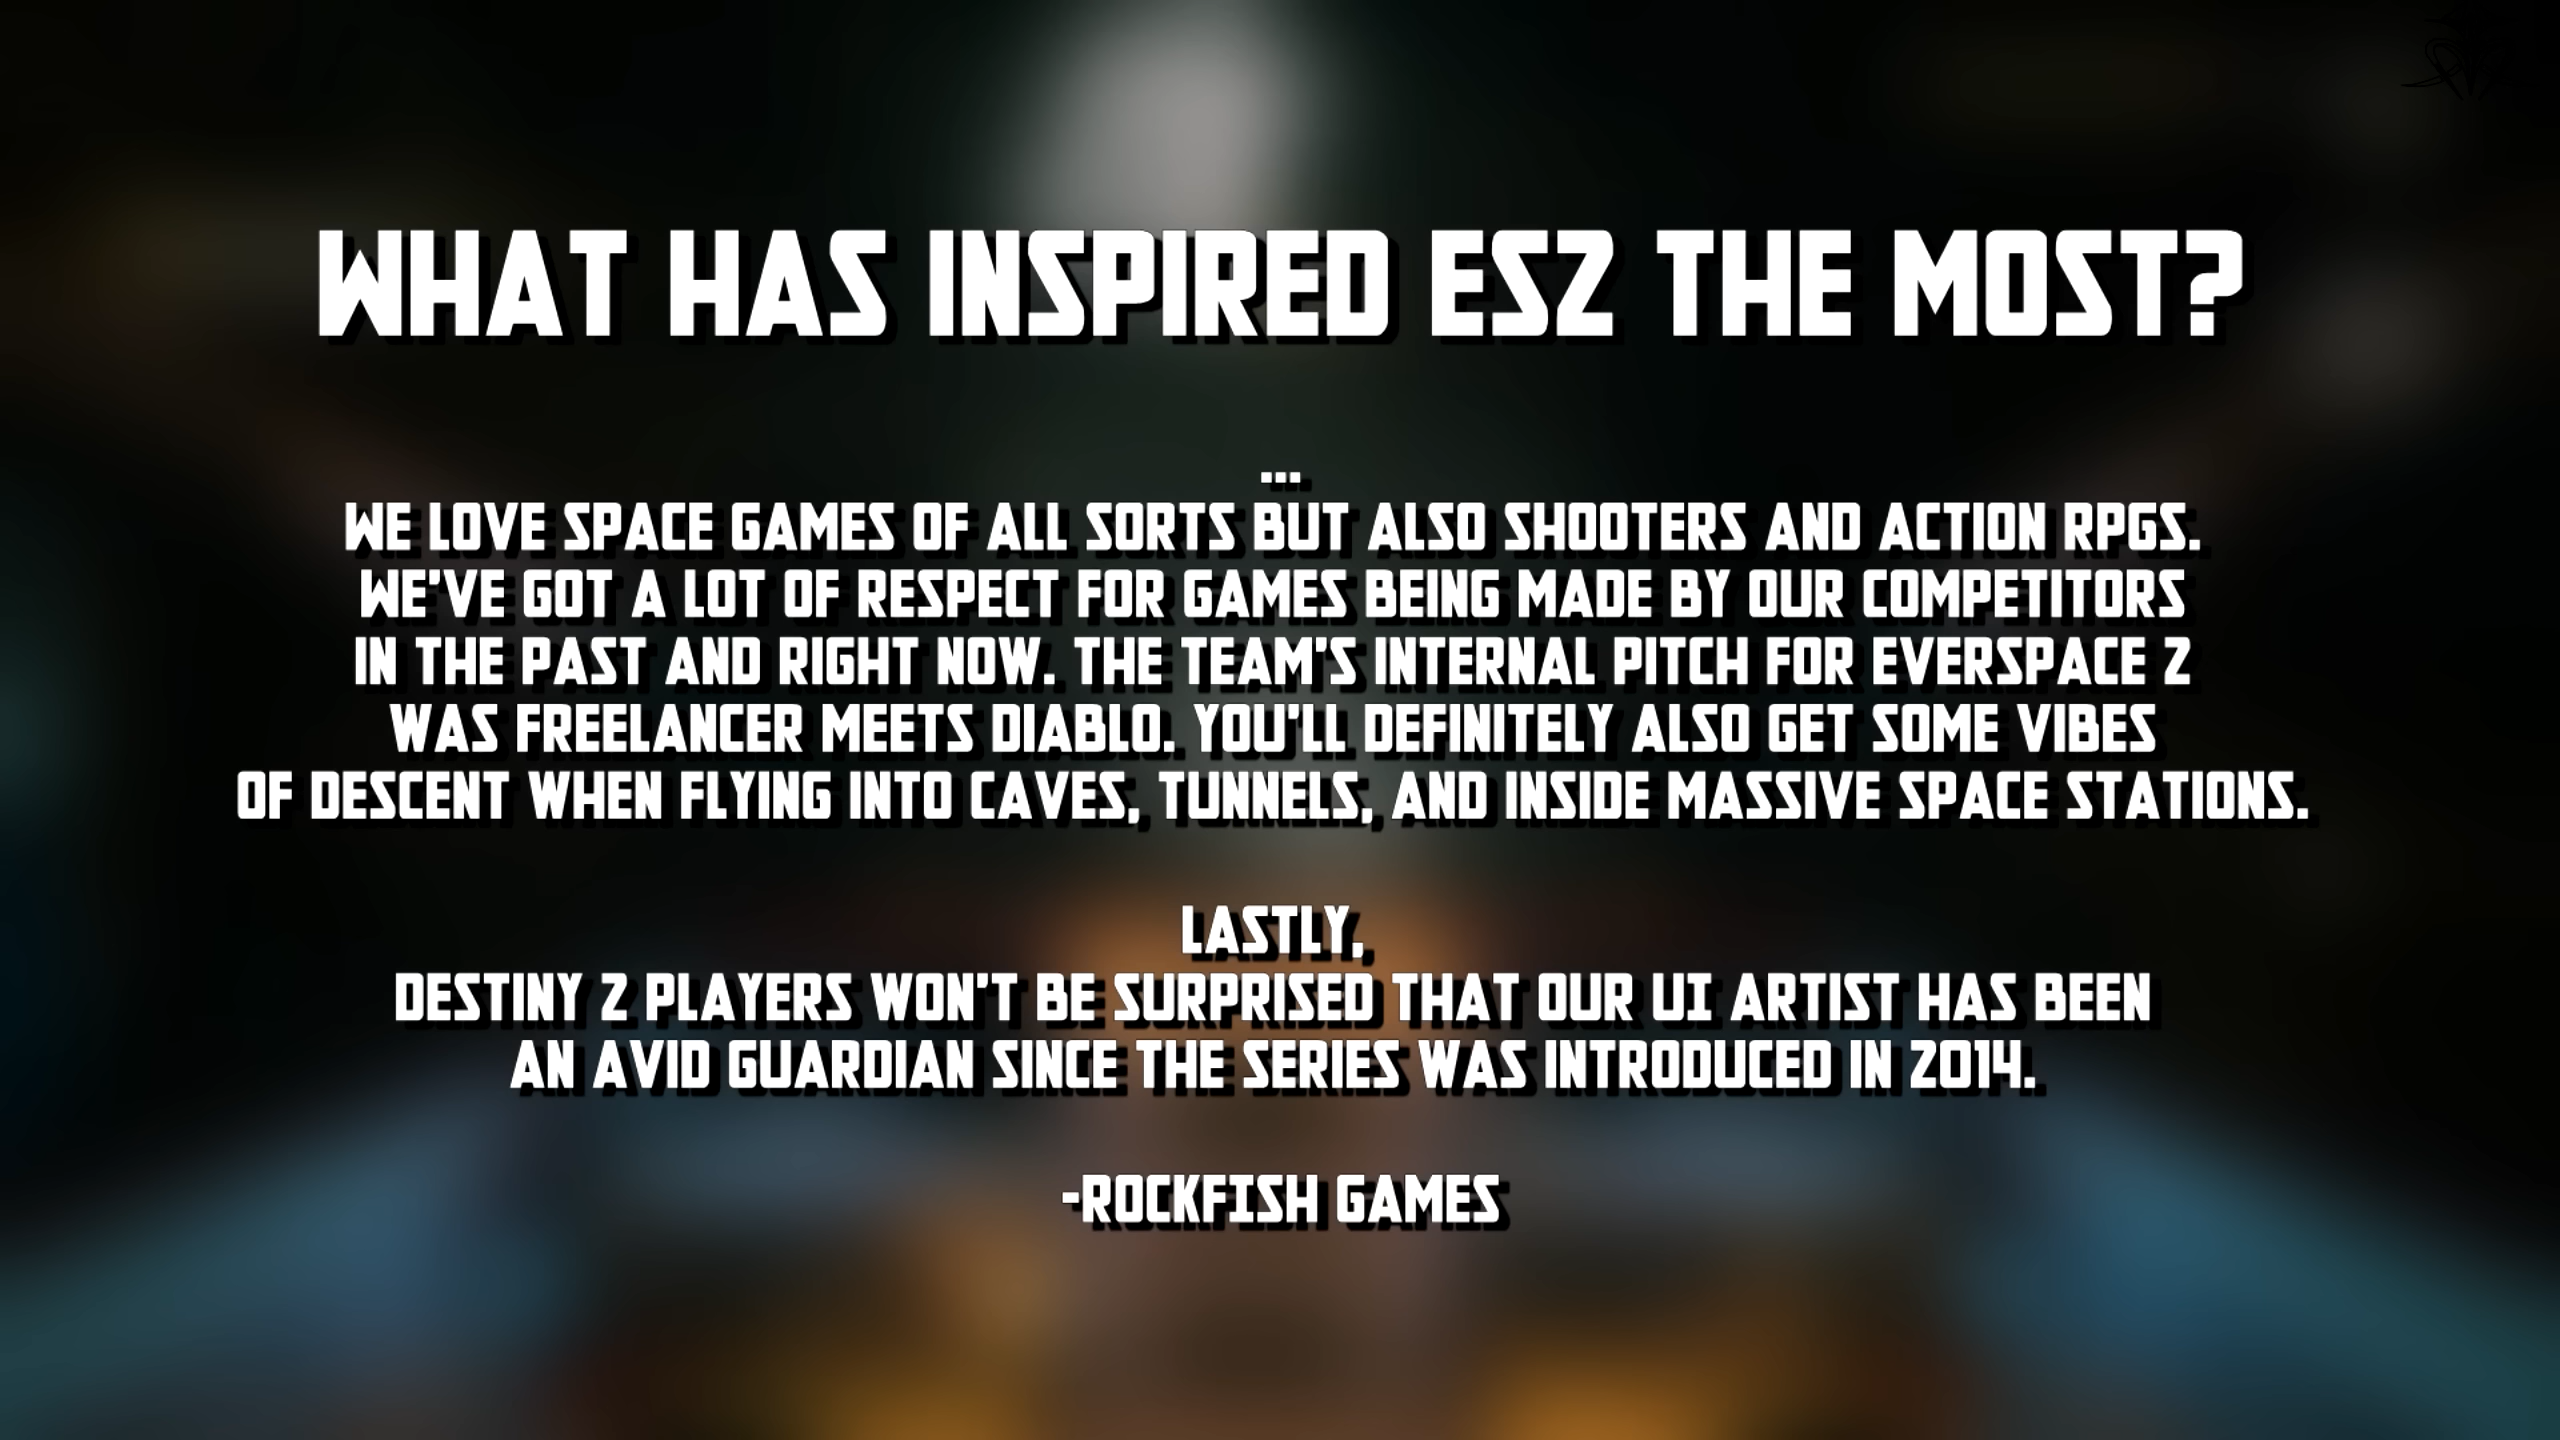 WHAT HAS INSPIRED ES2 THE MOST?
...
WE LOVE SPACE GAMES OF ALL SORTS BUT ALSO SHOOTERS AND ACTION RPGS.
WE'VE GOT A LOT OF RESPECT FOR GAMES BEING MADE BY OUR COMPETITORS
IN THE PAST AND RIGHT NOW. THE TEAM'S INTERNAL PITCH FOR EVERSPACE 2
WAS FREELANCER MEETS DIABLO. YOU'LL DEFINITELY ALSO GET SOME VIBES
OF DESCENT WHEN FLYING INTO CAVES, TUNNELS, AND INSIDE MASSIVE SPACE STATIONS.
LASTLY,
DESTINY 2 PLAYERS WON'T BE SURPRISED THAT OUR UI ARTIST HAS BEEN
AN AVID GUARDIAN SINCE THE SERIES WAS INTRODUCED IN 2014.
-ROCKFISH GAMES